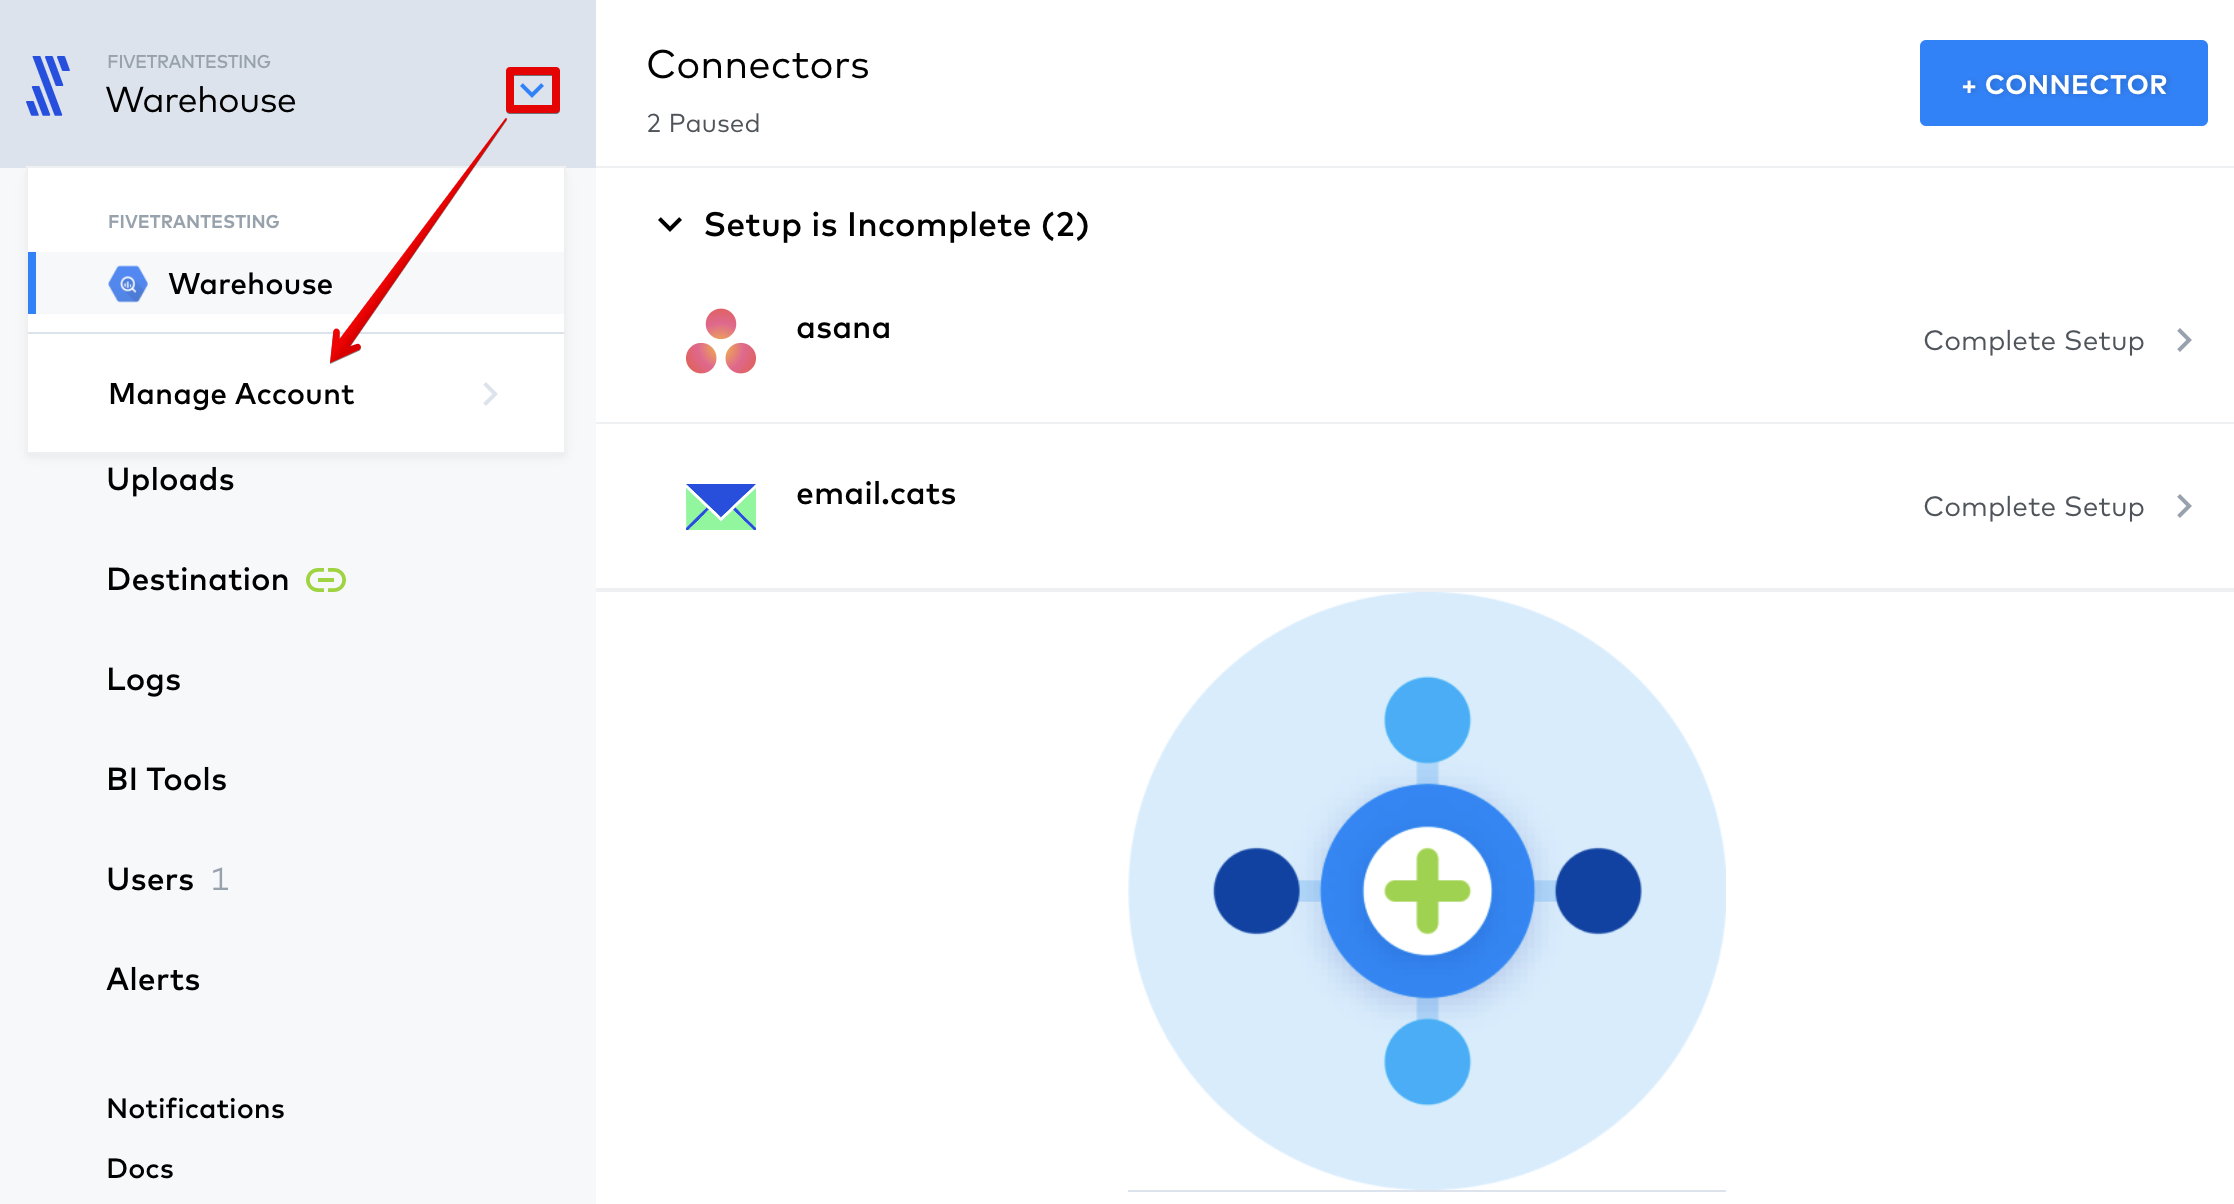 FIVETRANTESTING
Warehouse
FIVETRANTESTING
Warehouse
Manage Account
Uploads
Destination
Logs
BI Tools
Users 1
Alerts
Notifications
Docs
Connectors
2 Paused
+ CONNECTOR
Setup is Incomplete (2)
asana
Complete Setup
email.cats
Complete Setup